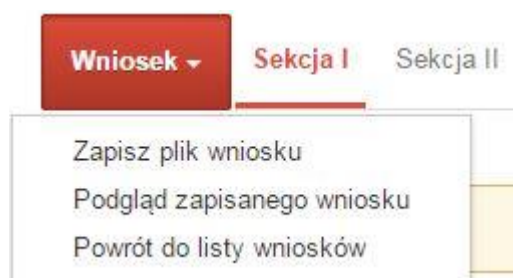 Wniosek Sekcja I Sekcja II
Zapisz plik wniosku
Podgląd zapisanego wniosku
Powrót do listy wniosków